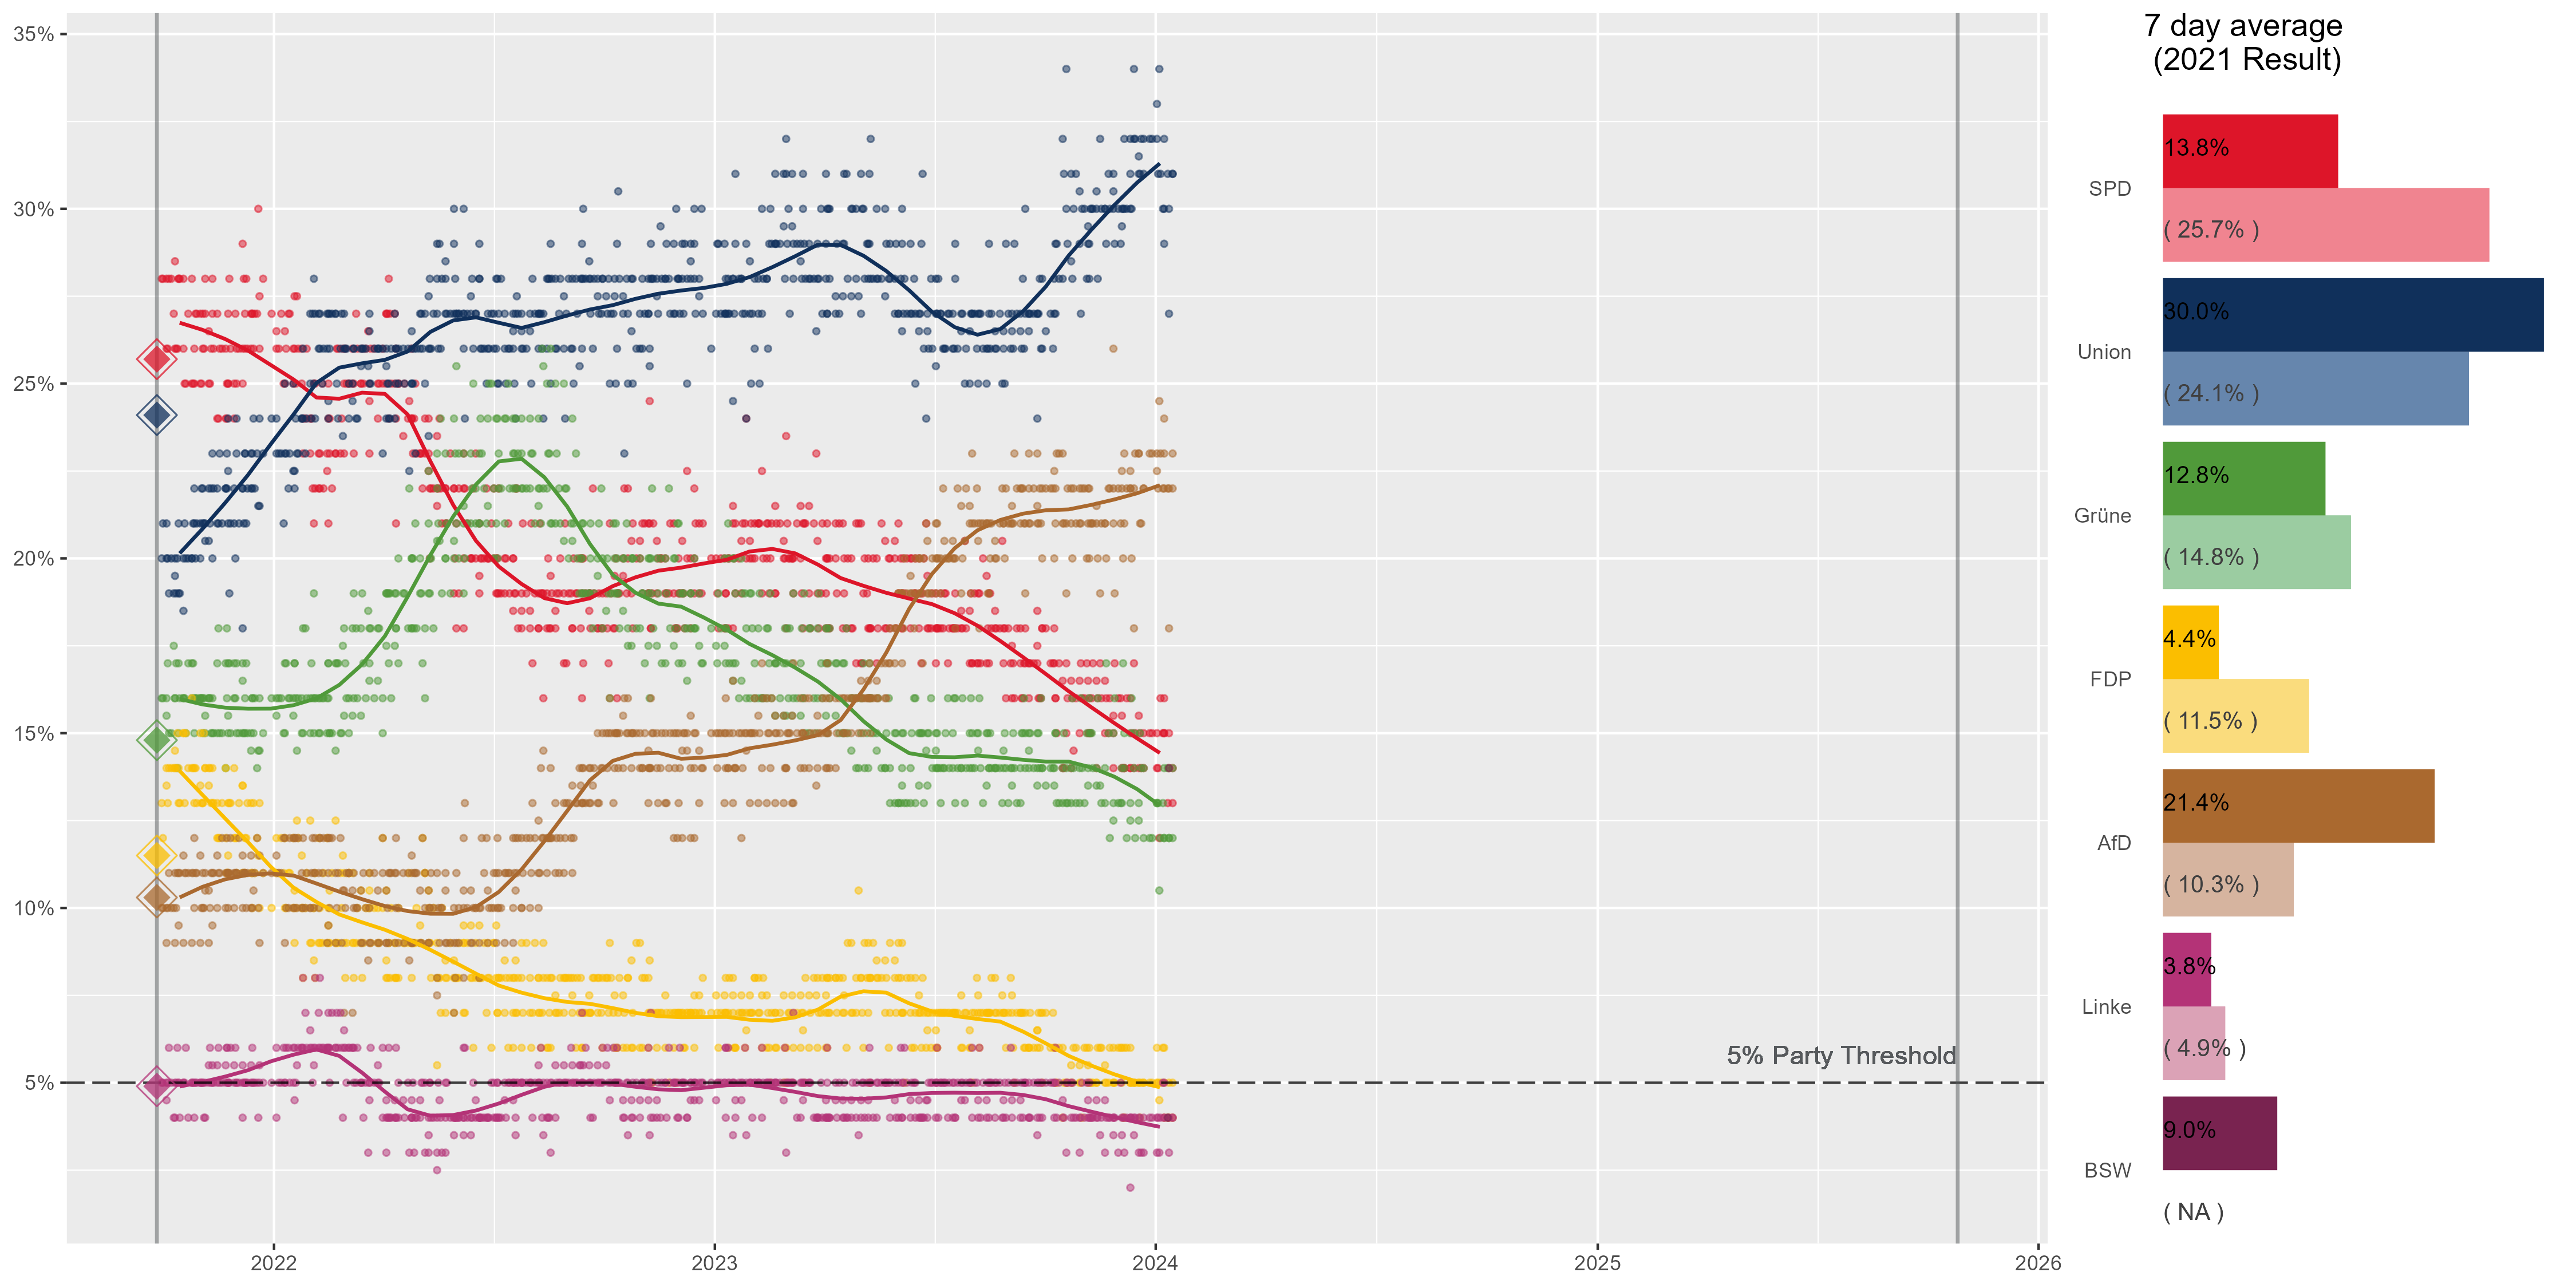 35%
30%
25%
20%
15%
10%
5%
5% Party Threshold
2022
2023
2024
2025
2026
7 day average
(2021 Result)
SPD
13.8%
( 25.7% )
Union
30.0%
( 24.1% )
Grüne
12.8%
( 14.8% )
FDP
4.4%
( 11.5% )
AfD
21.4%
( 10.3% )
Linke
3.8%
( 4.9% )
BSW
9.0%
( NA )